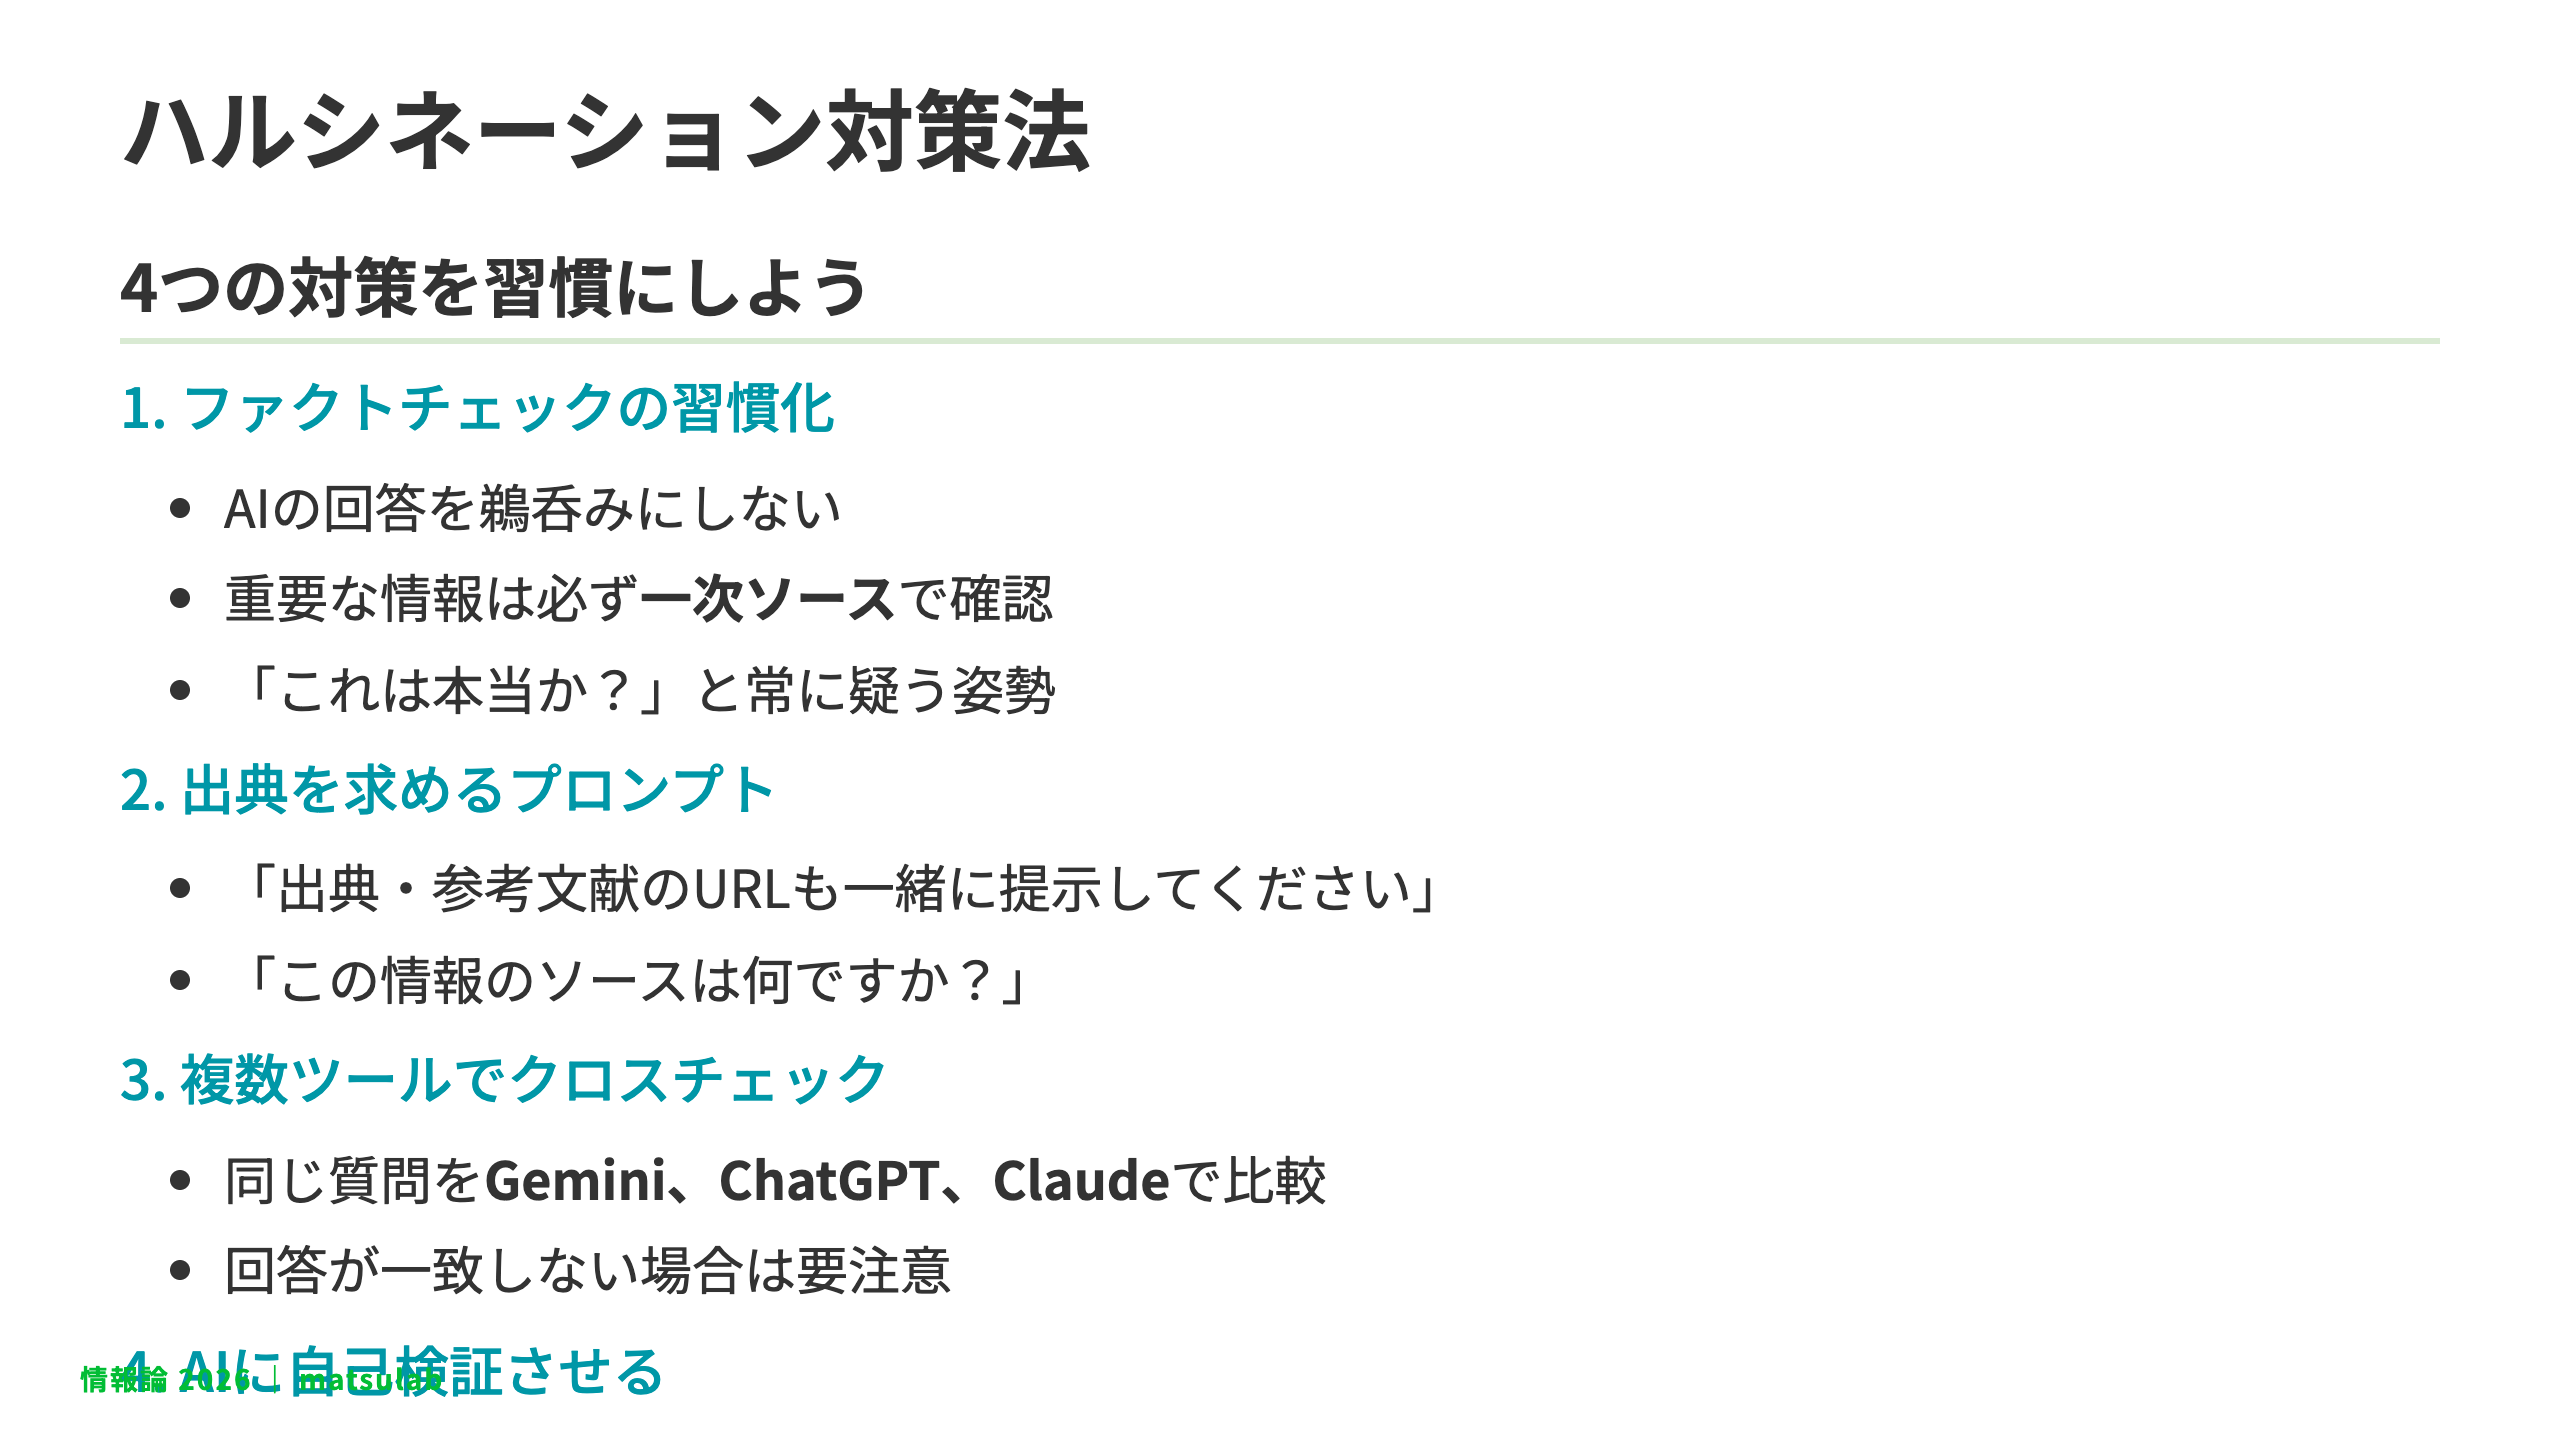 ハルシネーション対策法
4つの対策を習慣にしよう
1. ファクトチェックの習慣化
• AIの回答を鵜呑みにしない
• 重要な情報は必ず一次ソースで確認
• 「これは本当か？」と常に疑う姿勢
2. 出典を求めるプロンプト
• 「出典・参考文献のURLも一緒に提示してください」
• 「この情報のソースは何ですか？」
3. 複数ツールでクロスチェック
• 同じ質問をGemini、ChatGPT、Claudeで比較
• 回答が一致しない場合は要注意
4. AIに自己検証させる
情報論 2026 | matsulab